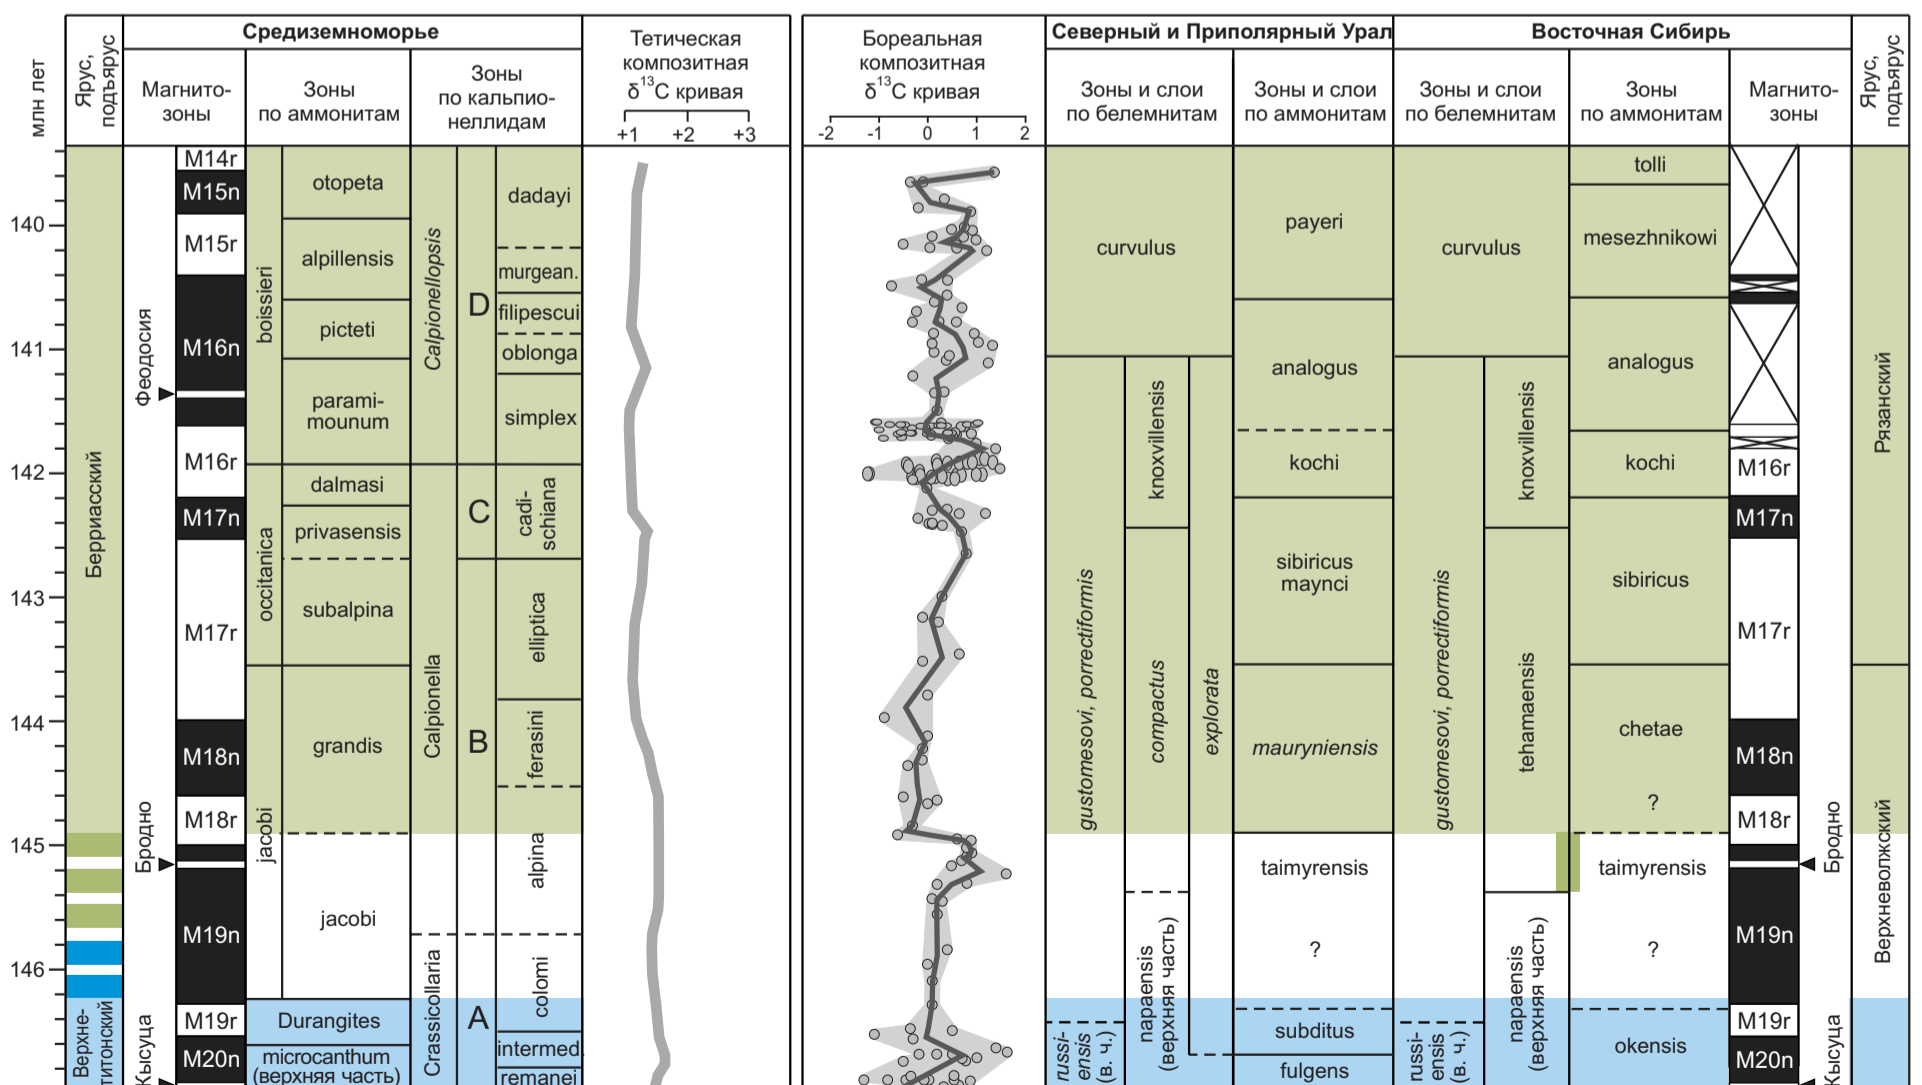 млн лет
Ярус,
подъярус
Средиземноморье
Магнито-
зоны
Зоны
по аммонитам
Зоны
по кальпио-
неллидам
Тетическая
композитная
δ¹³C кривая
+1 +2 +3
Бореальная
композитная
δ¹³C кривая
-2 -1 0 1 2
Северный и Приполярный Урал
Зоны и слои
по белемнитам
Зоны и слои
по аммонитам
Восточная Сибирь
Зоны и слои
по белемнитам
Зоны
по аммонитам
Магнито-
зоны
Ярус,
подъярус
140
141
142
143
144
145
146
Берриасский
Верхне-
титонский
Феодосия
Бродно
Кысуца
M14r
M15n
M15r
M16n
M16r
M17n
M17r
M18n
M18r
M19n
M19r
M20n
boissieri
occitanica
jacobi
otopeta
alpillensis
picteti
parami-
mounum
dalmasi
privasensis
subalpina
grandis
jacobi
Durangites
microcanthum
(верхняя часть)
Calpionellopsis
Calpionella
Crassicollaria
D
C
B
A
dadayi
murgean.
filipescui
oblonga
simplex
cadi-
schiana
elliptica
ferasini
alpina
colomi
intermed.
remanei
curvulus
gustomesovi, porrectiformis
russi-
ensis
(в. ч.)
knoxvillensis
compactus
napaensis
(верхняя часть)
explorata
payeri
analogus
kochi
sibiricus
maynci
mauryniensis
taimyrensis
?
subditus
fulgens
curvulus
gustomesovi, porrectiformis
russi-
ensis
(в. ч.)
knoxvillensis
tehamaensis
napaensis
(верхняя часть)
tolli
mesezhnikowi
analogus
kochi
sibiricus
chetae
?
taimyrensis
?
okensis
M16r
M17n
M17r
M18n
M18r
M19n
M19r
M20n
Бродно
Кысуца
Рязанский
Верхневолжский